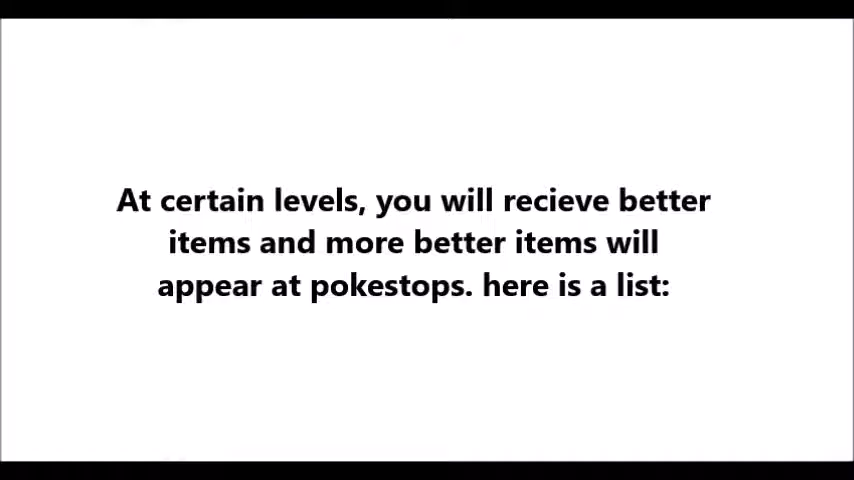 At certain levels, you will recieve better
items and more better items will
appear at pokestops. here is a list: